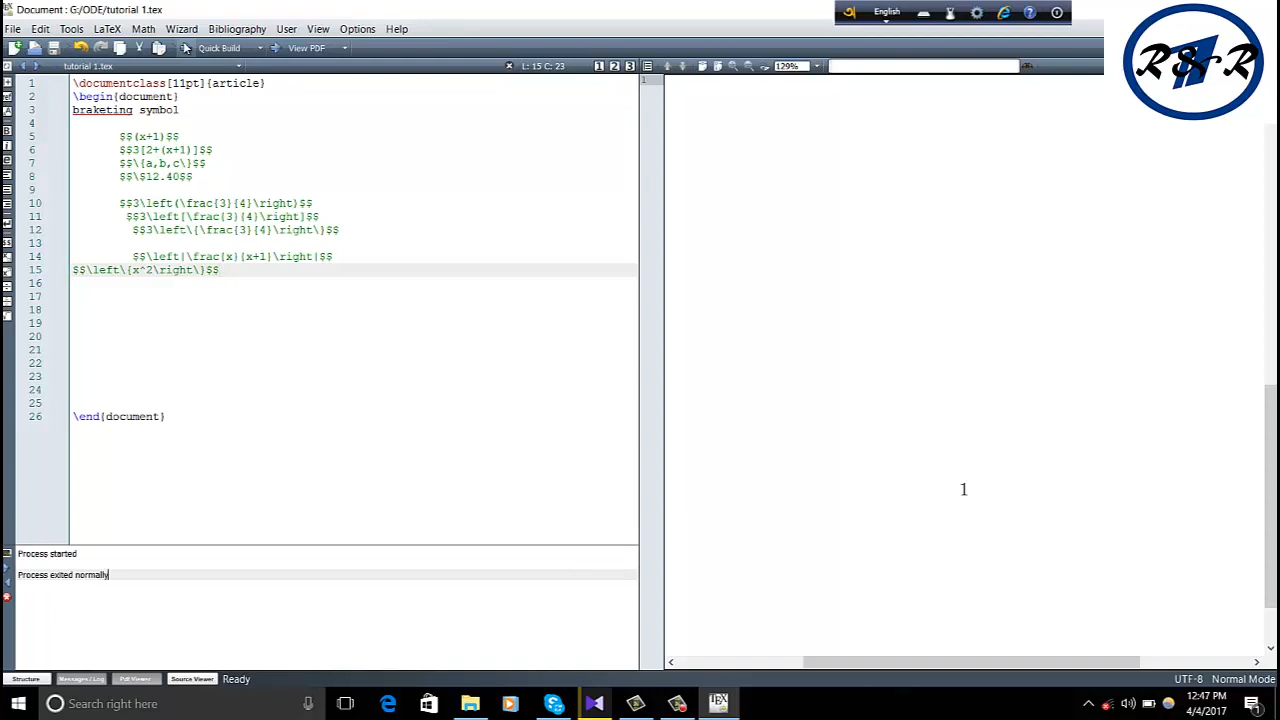 Document : G:/ODE/tutorial 1.tex
English
File Edit Tools LaTeX Math Wizard Bibliography User View Options Help
R&R
Quick Build View PDF
tutorial 1.tex L: 15 C: 23 1 2 3 129%
1 \documentclass[11pt]{article}
2 \begin{document}
3 braketing symbol
4
5 $$(x+1)$$
6 $$3[2+(x+1)]$$
7 $$\{a,b,c\}$$
8 $$\$12.40$$
9
10 $$3\left(\frac{3}{4}\right)$$
11 $$3\left[\frac{3}{4}\right]$$
12 $$3\left\{\frac{3}{4}\right\}$$
13
14 $$\left|\frac{x}{x+1}\right|$$
15 $$\left\{x^2\right\}$$
16
17
18
19
20
21
22
23
24
25
26 \end{document}
1
1
Process started
Process exited normally
Structure Messages / Log Pdf Viewer Source Viewer Ready UTF-8 Normal Mode
Search right here
12:47 PM
4/4/2017